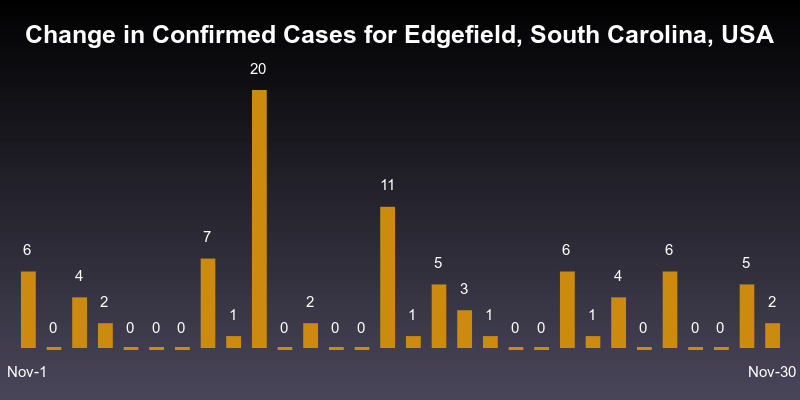 Change in Confirmed Cases for Edgefield, South Carolina, USA
20
11
7
6 6 6
5 5
4 4
3
2 2 2
1 1 1 1
0 0 0 0 0 0 0 0 0 0 0 0 0
Nov-1 Nov-30